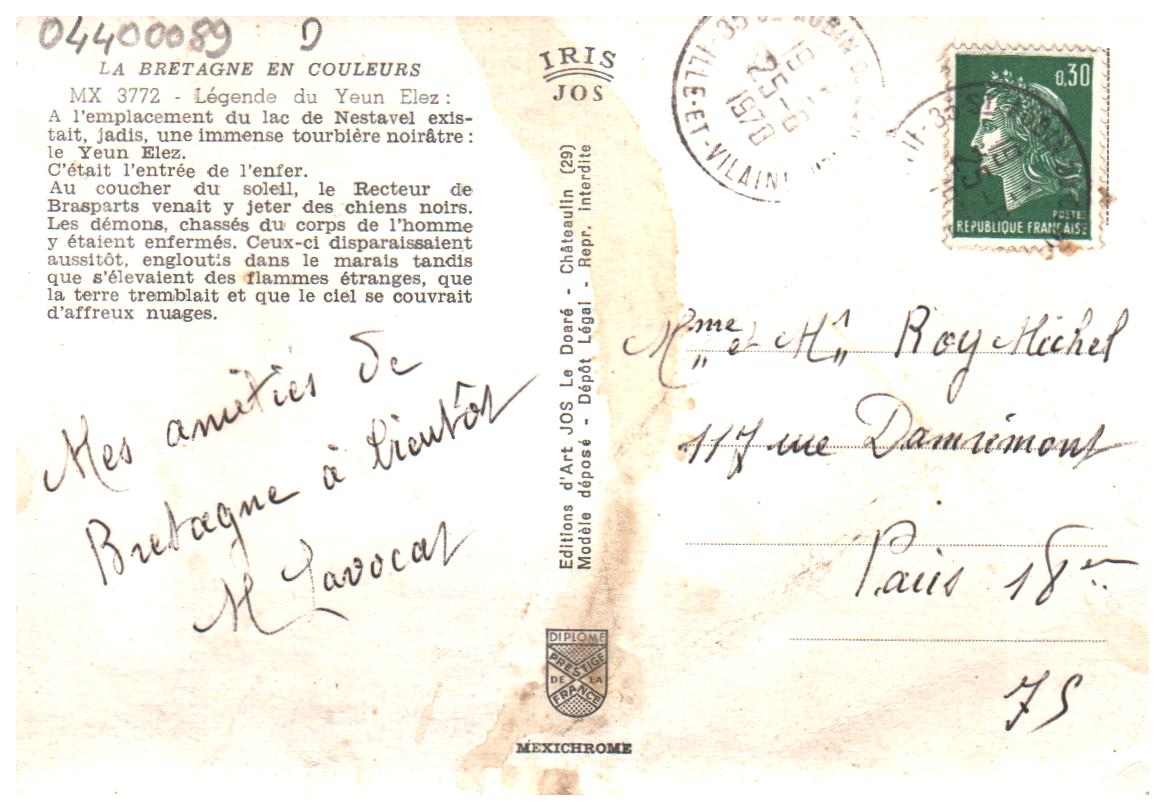 04400089 D
LA BRETAGNE EN COULEURS
MX 3772 - Légende du Yeun Elez :
A l'emplacement du lac de Nestavel exis-
tait, jadis, une immense tourbière noirâtre :
le Yeun Elez.
C'était l'entrée de l'enfer.
Au coucher du soleil, le Recteur de
Brasparts venait y jeter des chiens noirs.
Les démons, chassés du corps de l'homme
y étaient enfermés. Ceux-ci disparaissaient
aussitôt, engloutis dans le marais tandis
que s'élevaient des flammes étranges, que
la terre tremblait et que le ciel se couvrait
d'affreux nuages.
Mes amitiés de
Bretagne à bientôt
M Lavocat
IRIS
JOS
Editions d'Art JOS Le Doaré - Châteaulin (29)
Modèle déposé - Dépôt Légal - Repr. interdite
DIPLOME
PRESTIGE
DE LA
FRANCE
MEXICHROME
ILLE-ET-VILAINE
25-6
1970
0,30
POSTES
REPUBLIQUE FRANÇAISE
Mme et Mr Roy Michel
117 rue Damrémont
Paris 18em
75